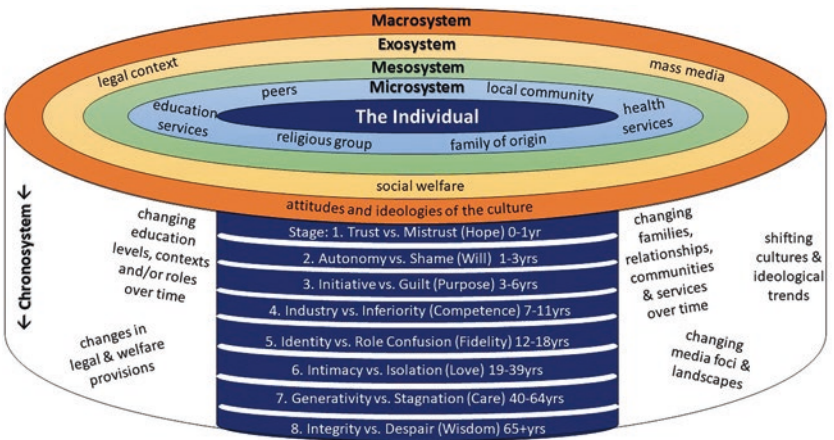 Macrosystem
Exosystem
legal context
mass media
Mesosystem
Microsystem
peers
local community
education
services
The Individual
health
services
religious group
family of origin
social welfare
attitudes and ideologies of the culture
← Chronosystem →
changing
education
levels, contexts
and/or roles
over time
changes in
legal & welfare
provisions
Stage: 1. Trust vs. Mistrust (Hope) 0-1yr
2. Autonomy vs. Shame (Will) 1-3yrs
3. Initiative vs. Guilt (Purpose) 3-6yrs
4. Industry vs. Inferiority (Competence) 7-11yrs
5. Identity vs. Role Confusion (Fidelity) 12-18yrs
6. Intimacy vs. Isolation (Love) 19-39yrs
7. Generativity vs. Stagnation (Care) 40-64yrs
8. Integrity vs. Despair (Wisdom) 65+yrs
changing
families,
relationships,
communities
& services
over time
shifting
cultures &
ideological
trends
changing
media foci &
landscapes